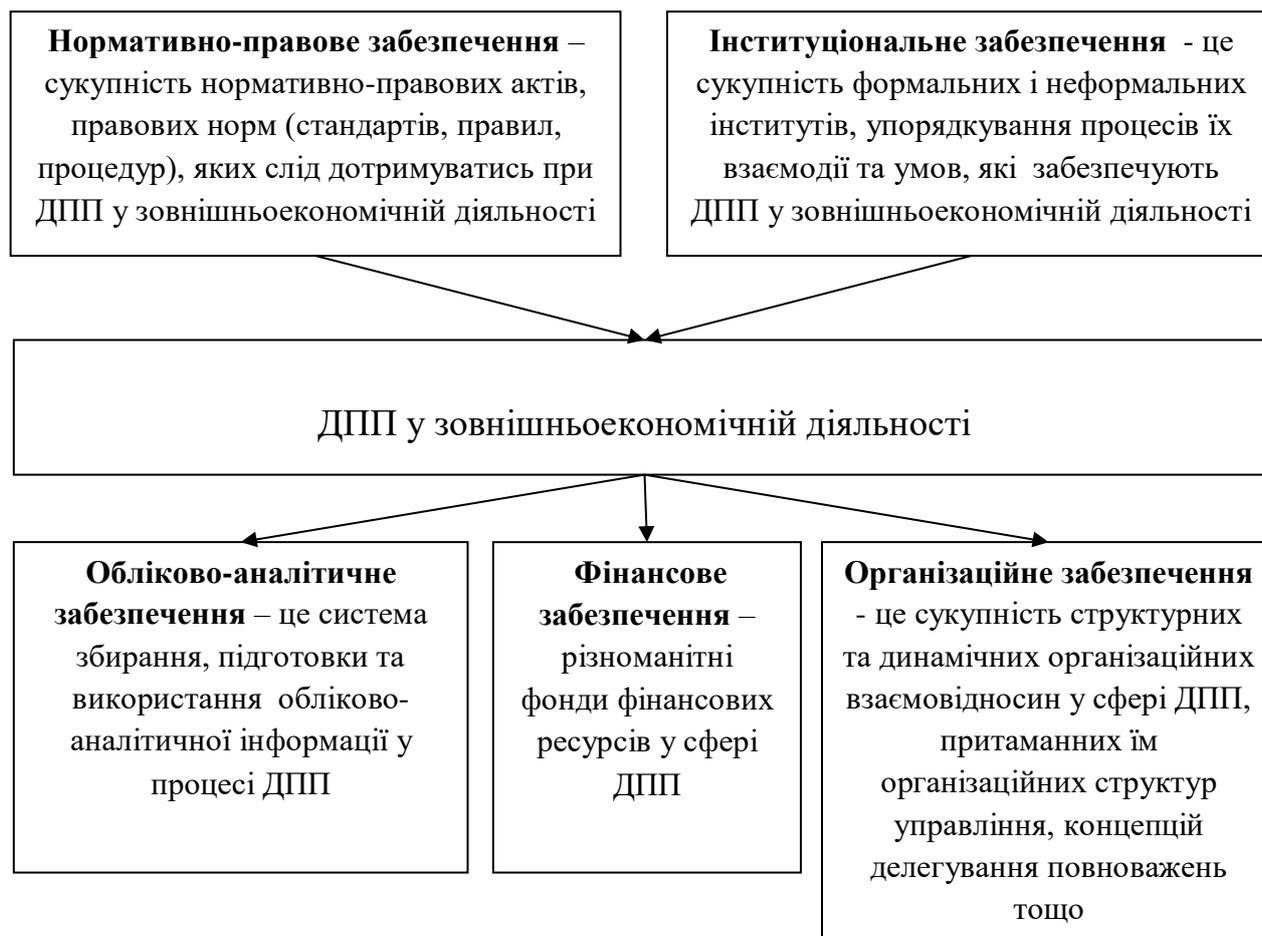 Нормативно-правове забезпечення –
сукупність нормативно-правових актів,
правових норм (стандартів, правил,
процедур), яких слід дотримуватись при
ДПП у зовнішньоекономічній діяльності
Інституціональне забезпечення - це
сукупність формальних і неформальних
інститутів, упорядкування процесів їх
взаємодії та умов, які забезпечують
ДПП у зовнішньоекономічній діяльності
ДПП у зовнішньоекономічній діяльності
Обліково-аналітичне
забезпечення – це система
збирання, підготовки та
використання обліково-
аналітичної інформації у
процесі ДПП
Фінансове
забезпечення –
різноманітні
фонди фінансових
ресурсів у сфері
ДПП
Організаційне забезпечення
- це сукупність структурних
та динамічних організаційних
взаємовідносин у сфері ДПП,
притаманних їм
організаційних структур
управління, концепцій
делегування повноважень
тощо